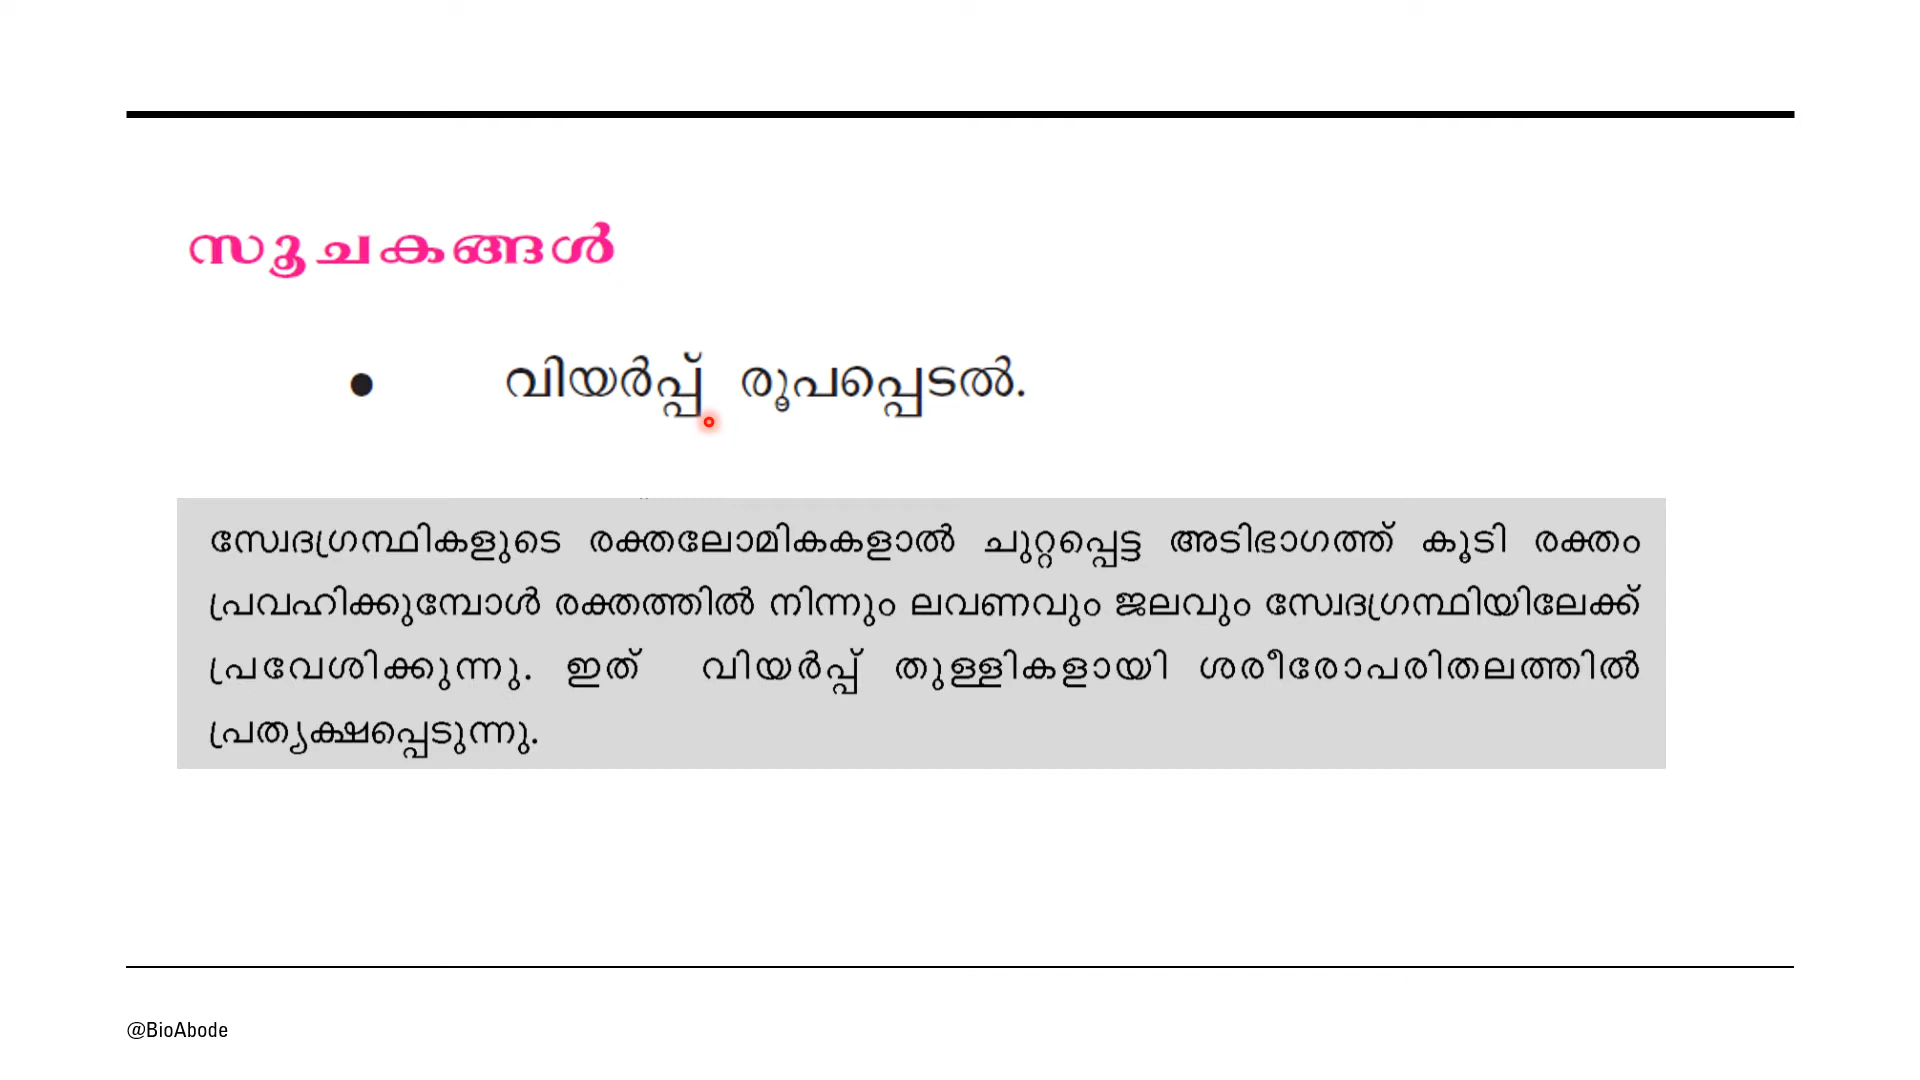 സൂചകങ്ങൾ
● വിയർപ്പ് രൂപപ്പെടൽ.
സ്വേദഗ്രന്ഥികളുടെ രക്തലോമികകളാൽ ചുറ്റപ്പെട്ട അടിഭാഗത്ത് കൂടി രക്തം
പ്രവഹിക്കുമ്പോൾ രക്തത്തിൽ നിന്നും ലവണവും ജലവും സ്വേദഗ്രന്ഥിയിലേക്ക്
പ്രവേശിക്കുന്നു. ഇത് വിയർപ്പ് തുള്ളികളായി ശരീരോപരിതലത്തിൽ
പ്രത്യക്ഷപ്പെടുന്നു.
@BioAbode